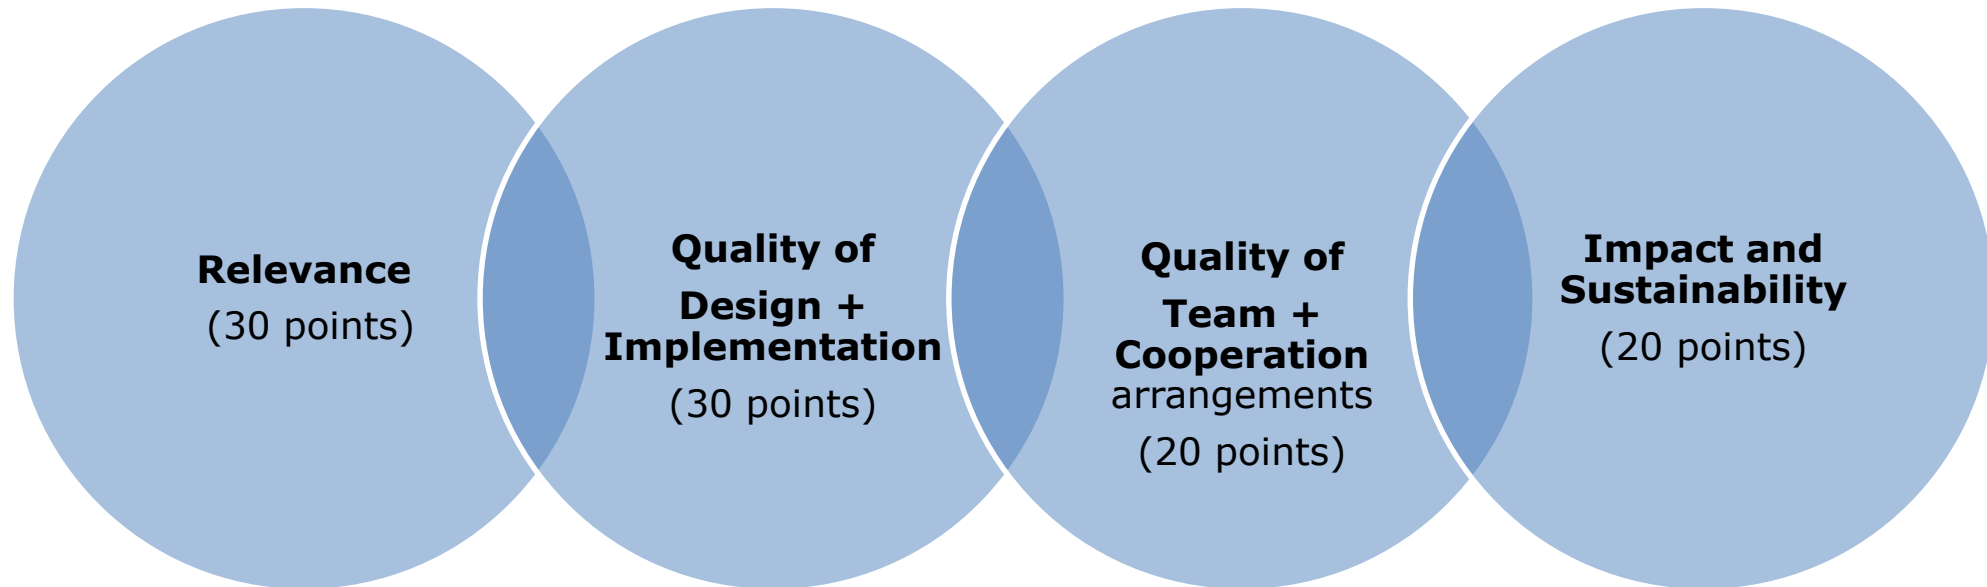 Relevance
(30 points)
Quality of
Design +
Implementation
(30 points)
Quality of
Team +
Cooperation
arrangements
(20 points)
Impact and
Sustainability
(20 points)